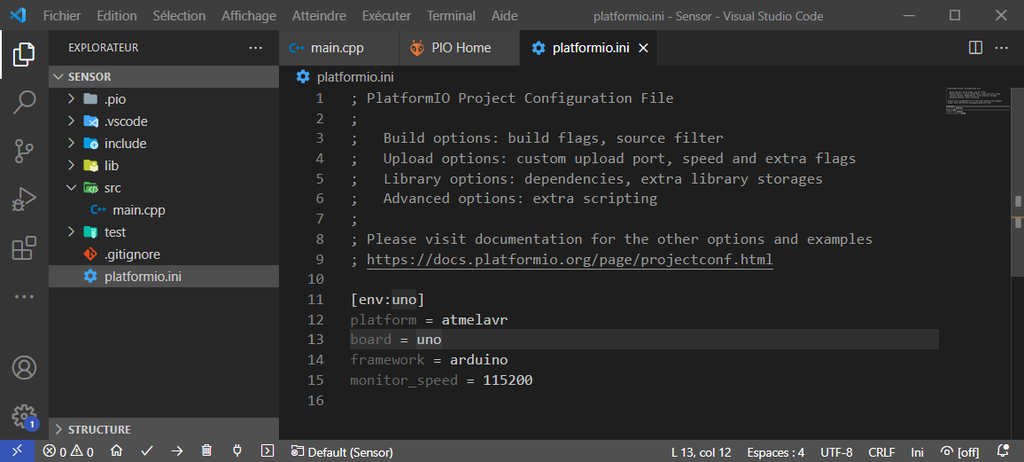 Fichier Edition Sélection Affichage Atteindre Exécuter Terminal Aide platformio.ini - Sensor - Visual Studio Code
EXPLORATEUR
main.cpp PIO Home platformio.ini
SENSOR
platformio.ini
.pio
.vscode
include
lib
src
main.cpp
test
.gitignore
platformio.ini
STRUCTURE
1 ; PlatformIO Project Configuration File
2 ;
3 ;   Build options: build flags, source filter
4 ;   Upload options: custom upload port, speed and extra flags
5 ;   Library options: dependencies, extra library storages
6 ;   Advanced options: extra scripting
7 ;
8 ; Please visit documentation for the other options and examples
9 ; https://docs.platformio.org/page/projectconf.html
10
11 [env:uno]
12 platform = atmelavr
13 board = uno
14 framework = arduino
15 monitor_speed = 115200
16
1
0 0 Default (Sensor) L 13, col 12 Espaces : 4 UTF-8 CRLF Ini [off]